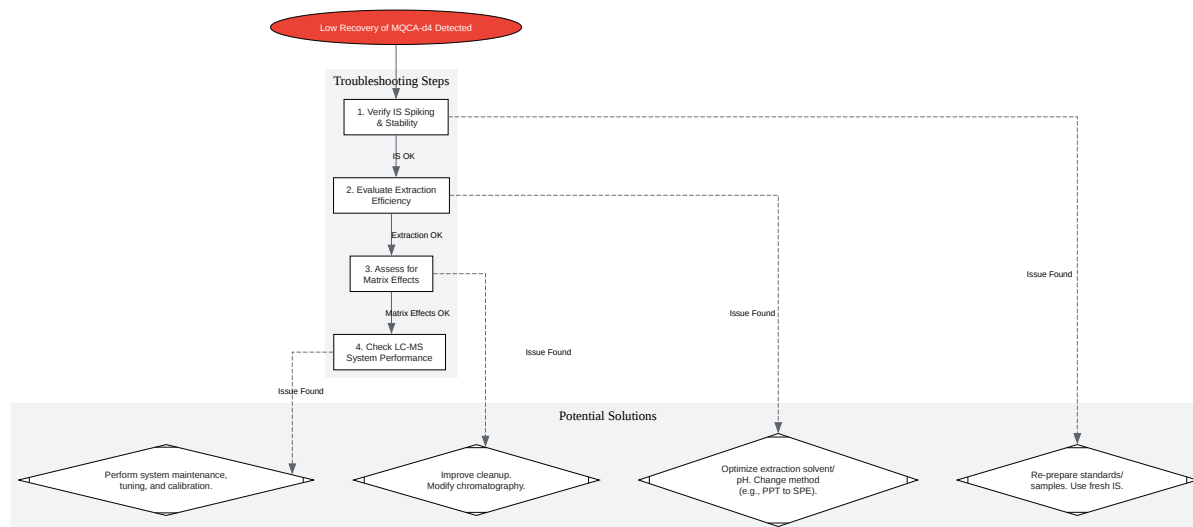 Low Recovery of MQCA-d4 Detected
Troubleshooting Steps
1. Verify IS Spiking
& Stability
IS OK
2. Evaluate Extraction
Efficiency
Extraction OK
3. Assess for
Matrix Effects
Issue Found
Matrix Effects OK
Issue Found
4. Check LC-MS
System Performance
Issue Found
Issue Found
Potential Solutions
Perform system maintenance,
tuning, and calibration.
Improve cleanup.
Modify chromatography.
Optimize extraction solvent/
pH. Change method
(e.g., PPT to SPE).
Re-prepare standards/
samples. Use fresh IS.